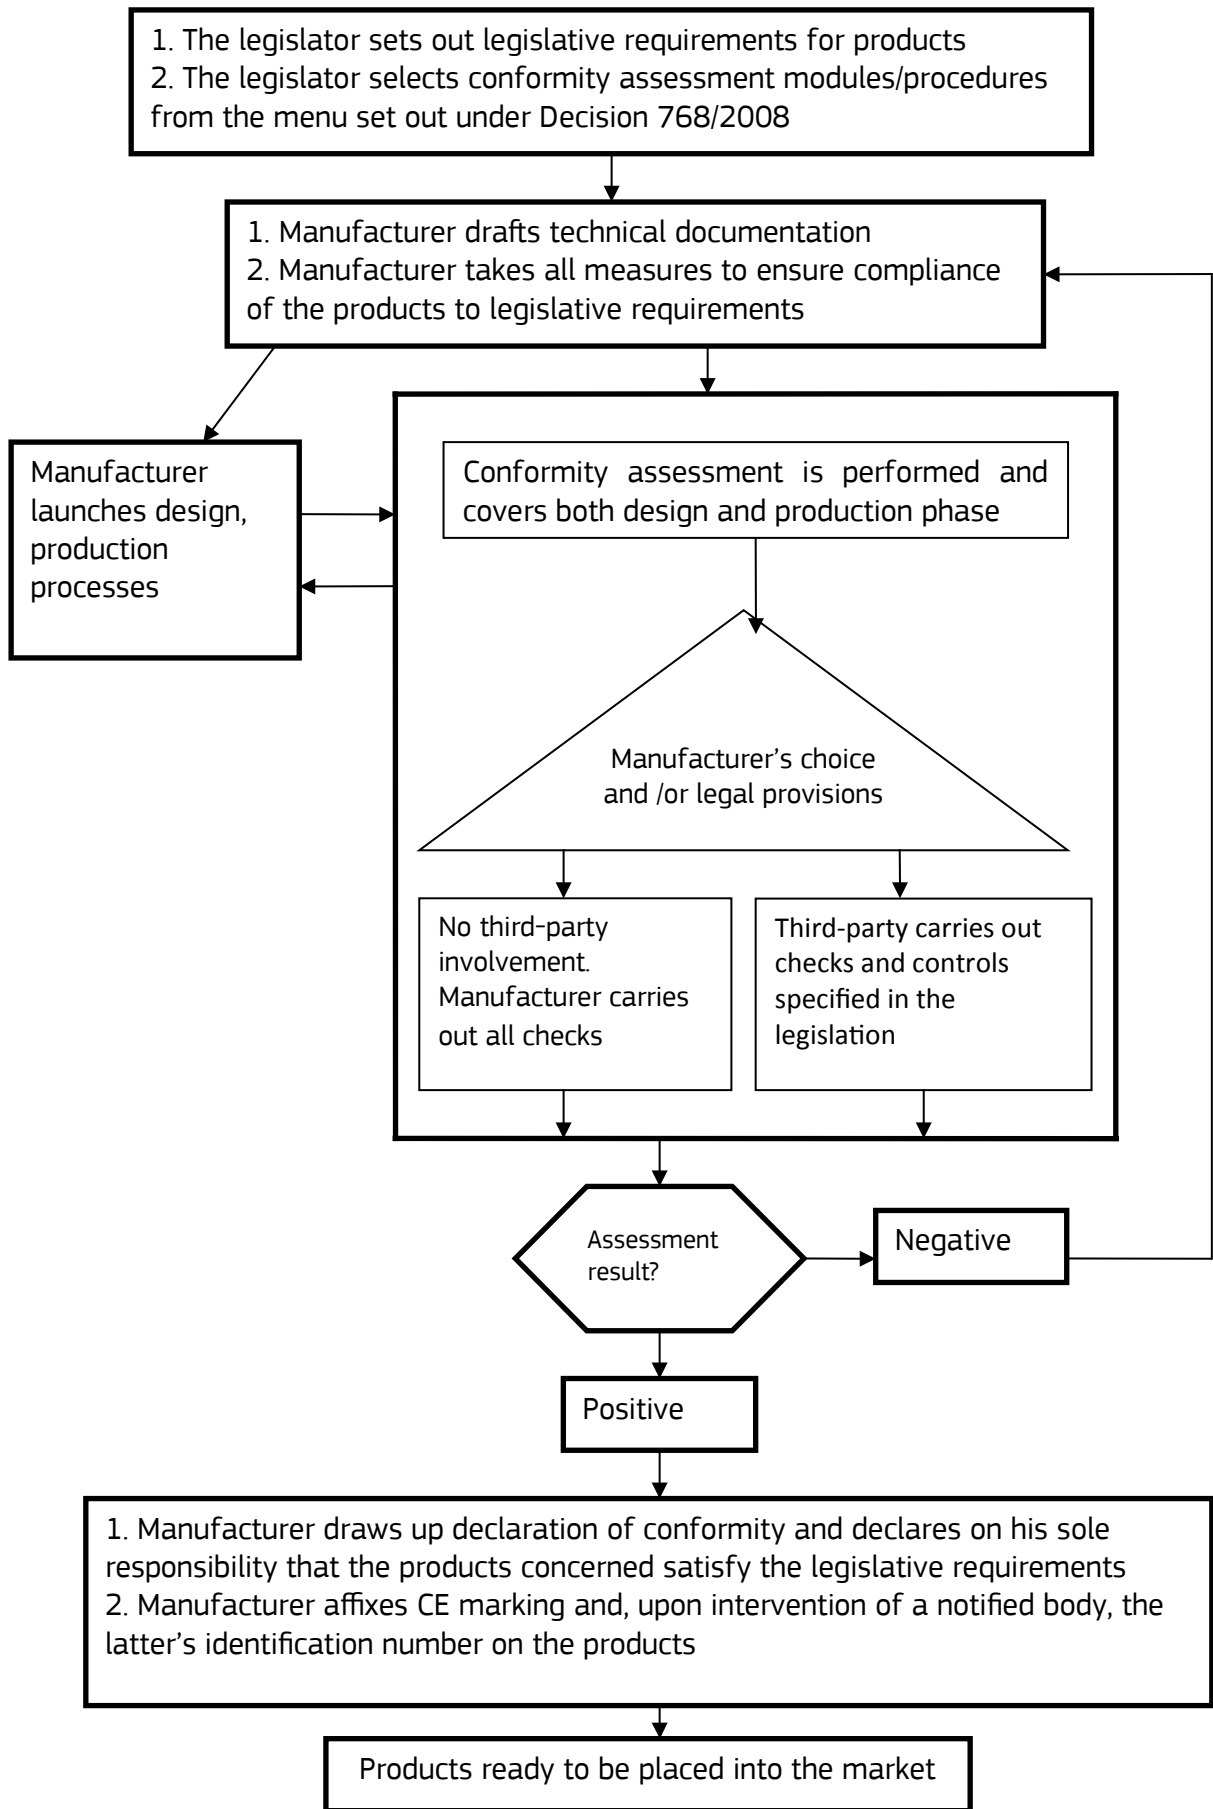 1. The legislator sets out legislative requirements for products
2. The legislator selects conformity assessment modules/procedures
from the menu set out under Decision 768/2008
1. Manufacturer drafts technical documentation
2. Manufacturer takes all measures to ensure compliance
of the products to legislative requirements
Manufacturer
launches design,
production
processes
Conformity assessment is performed and
covers both design and production phase
Manufacturer’s choice
and /or legal provisions
No third-party
involvement.
Manufacturer carries
out all checks
Third-party carries out
checks and controls
specified in the
legislation
Assessment
result?
Negative
Positive
1. Manufacturer draws up declaration of conformity and declares on his sole
responsibility that the products concerned satisfy the legislative requirements
2. Manufacturer affixes CE marking and, upon intervention of a notified body, the
latter’s identification number on the products
Products ready to be placed into the market